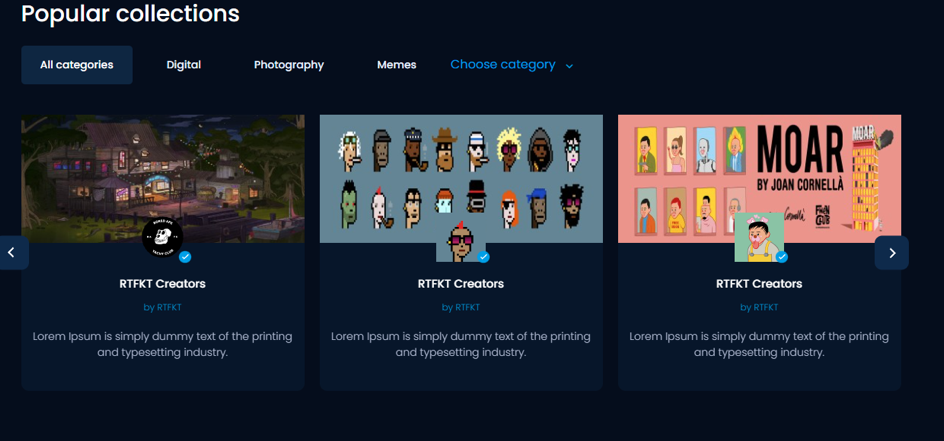 Popular collections
All categories
Digital
Photography
Memes
Choose category
MOAR
BY JOAN CORNELLÀ
MOAR
RTFKT Creators
by RTFKT
Lorem Ipsum is simply dummy text of the printing
and typesetting industry.
RTFKT Creators
by RTFKT
Lorem Ipsum is simply dummy text of the printing
and typesetting industry.
RTFKT Creators
by RTFKT
Lorem Ipsum is simply dummy text of the printing
and typesetting industry.